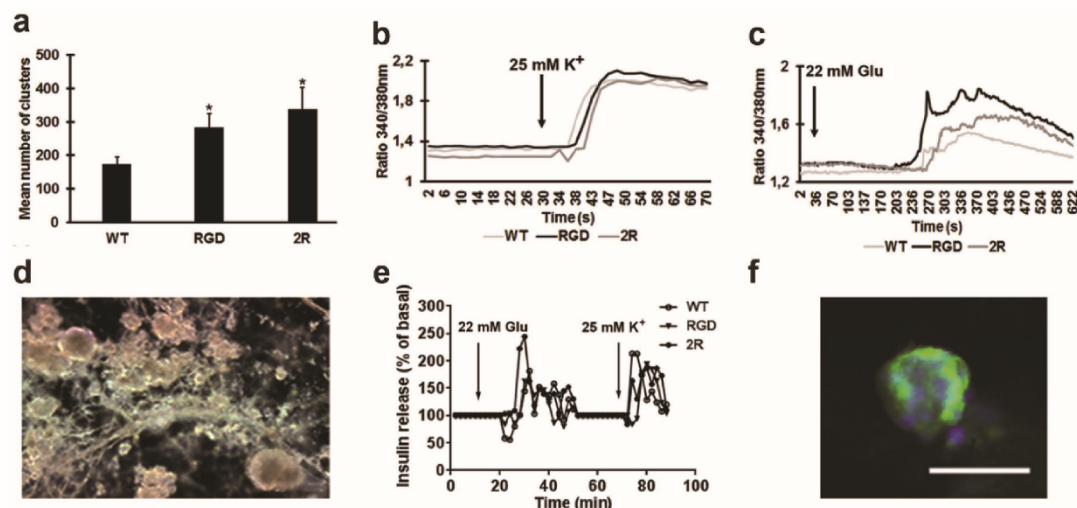 a
500
400
300
200
100
0
Mean number of clusters
*
*
WT
RGD
2R
b
2,2
1,8
1,4
1
Ratio 340/380nm
25 mM K+
2 6 10 14 18 22 26 30 34 38 43 47 50 54 58 62 66 70
Time (s)
WT RGD 2R
c
2
1,6
1,2
Ratio 340/380nm
22 mM Glu
2 36 70 103 137 170 203 236 270 303 336 370 403 436 470 524 588 622
Time (s)
WT RGD 2R
d
e
300
250
200
150
100
50
0
Insulin release (% of basal)
22 mM Glu
25 mM K+
WT
RGD
2R
0 20 40 60 80 100
Time (min)
f